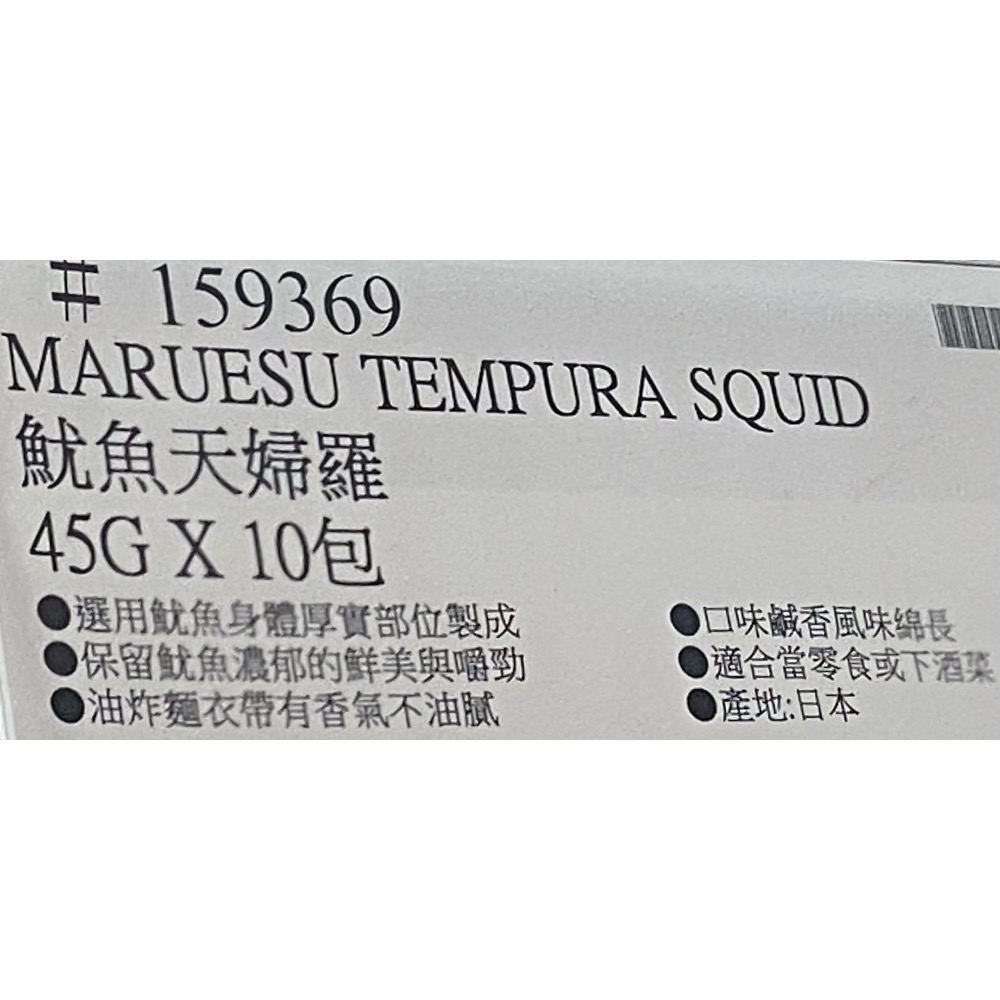 # 159369
MARUESU TEMPURA SQUID
魷魚天婦羅
45G X 10包
●選用魷魚身體厚實部位製成
●保留魷魚濃郁的鮮美與嚼勁
●油炸麵衣帶有香氣不油膩
●口味鹹香風味綿長
●適合當零食或下酒菜
●產地:日本